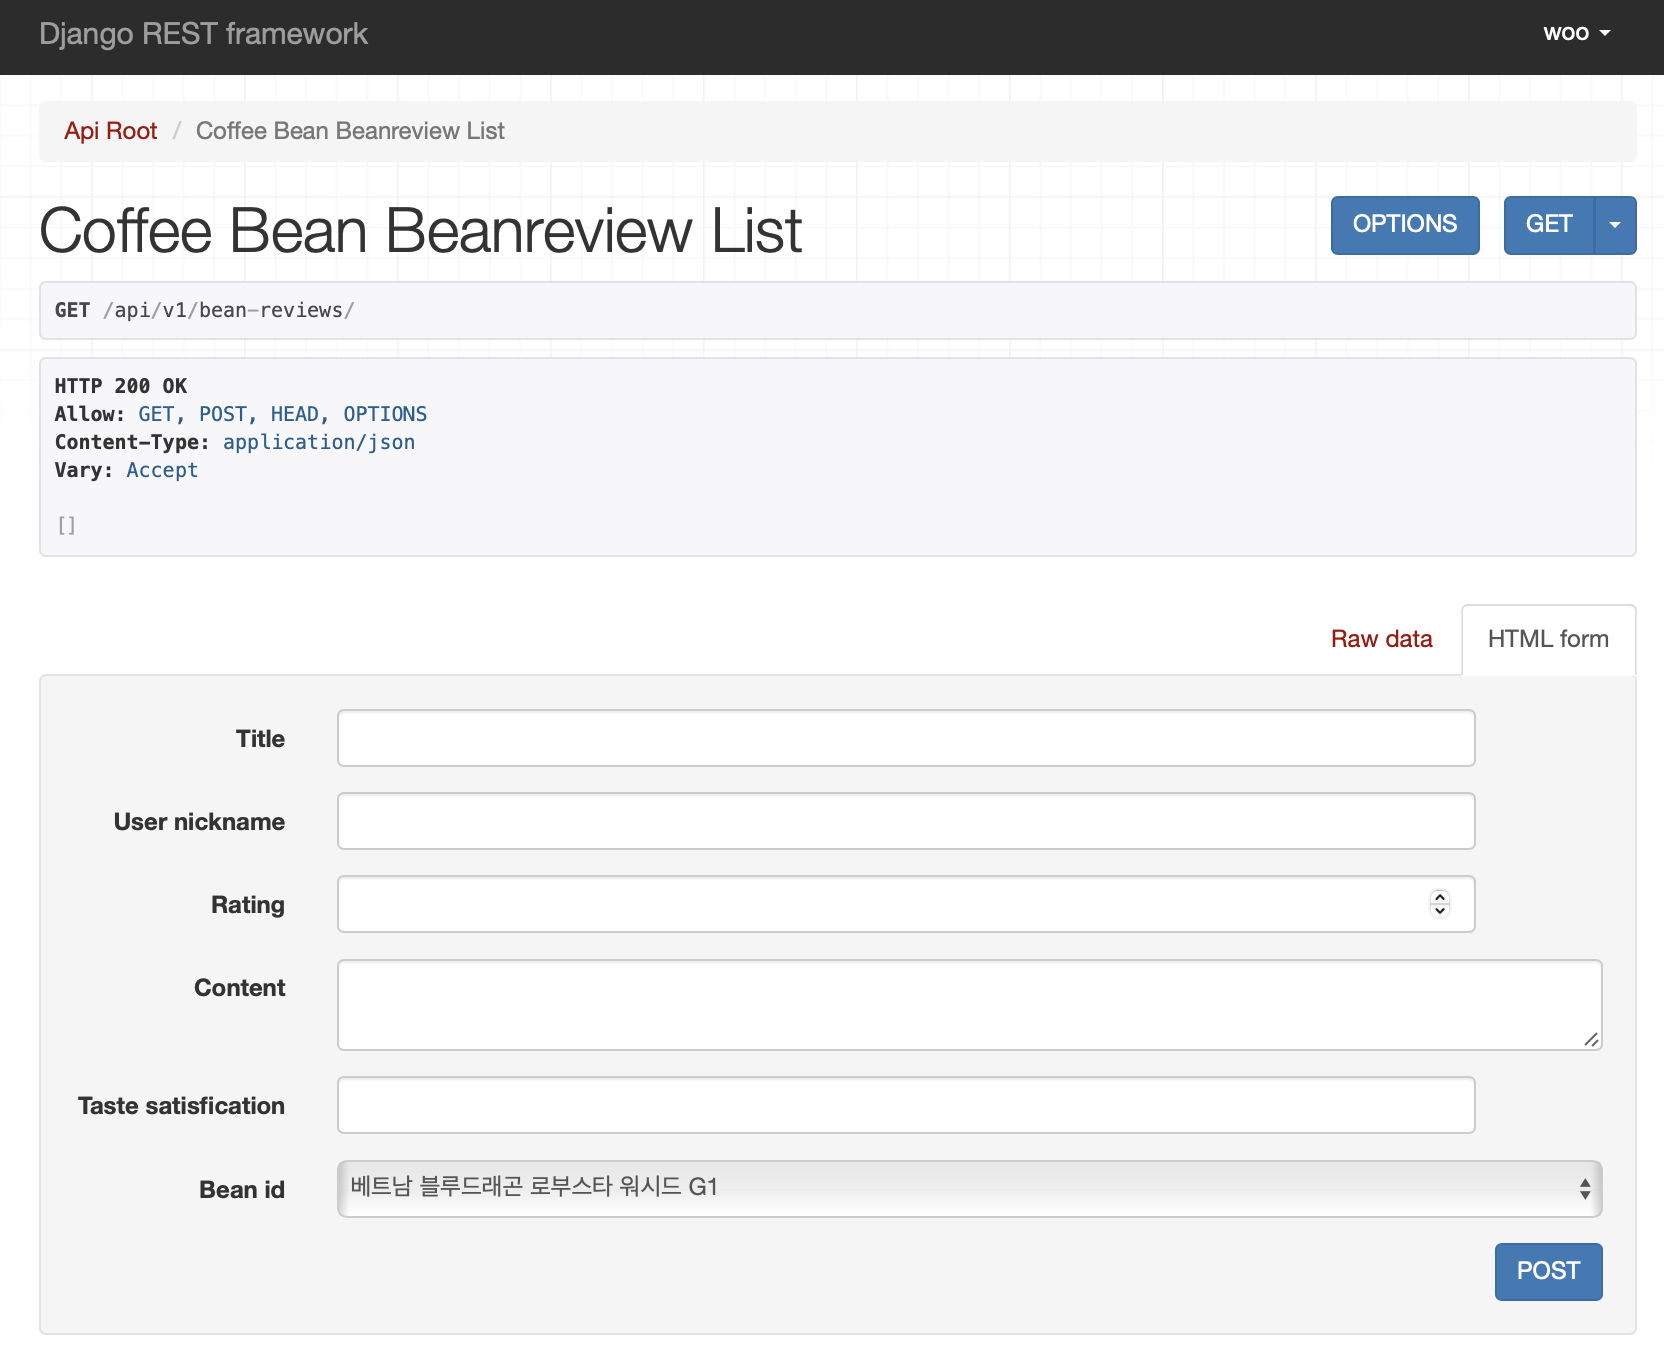 Django REST framework
woo
Api Root / Coffee Bean Beanreview List
Coffee Bean Beanreview List
OPTIONS
GET
GET /api/v1/bean-reviews/
HTTP 200 OK
Allow: GET, POST, HEAD, OPTIONS
Content-Type: application/json
Vary: Accept
[]
Raw data
HTML form
Title
User nickname
Rating
Content
Taste satisfication
Bean id
베트남 블루드래곤 로부스타 워시드 G1
POST